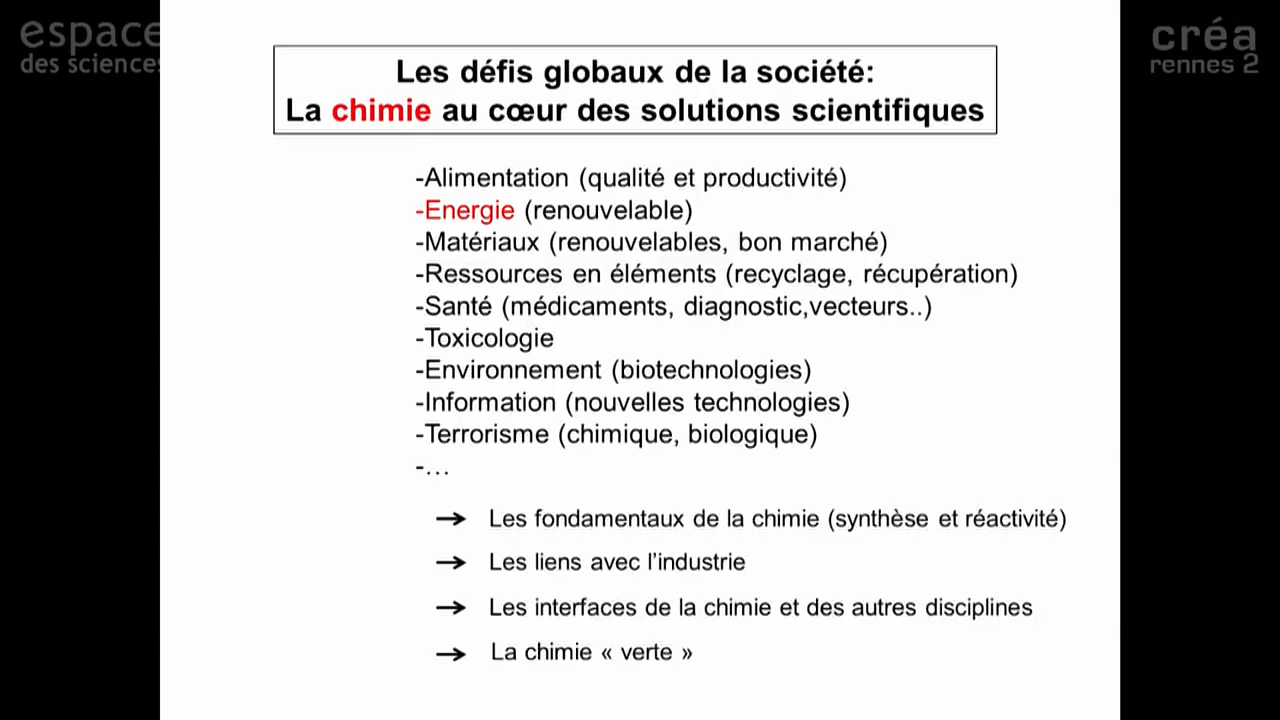 espace
des sciences
créa
rennes 2
Les défis globaux de la société:
La chimie au cœur des solutions scientifiques
-Alimentation (qualité et productivité)
-Energie (renouvelable)
-Matériaux (renouvelables, bon marché)
-Ressources en éléments (recyclage, récupération)
-Santé (médicaments, diagnostic,vecteurs..)
-Toxicologie
-Environnement (biotechnologies)
-Information (nouvelles technologies)
-Terrorisme (chimique, biologique)
-…
→ Les fondamentaux de la chimie (synthèse et réactivité)
→ Les liens avec l’industrie
→ Les interfaces de la chimie et des autres disciplines
→ La chimie « verte »